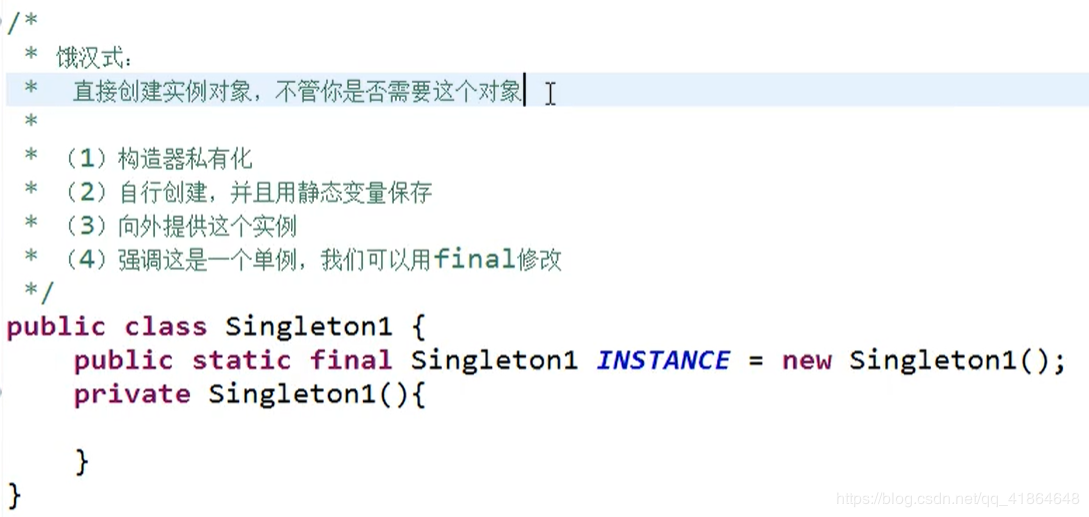 /*
 * 饿汉式:
 *   直接创建实例对象，不管你是否需要这个对象
 *
 * （1）构造器私有化
 * （2）自行创建，并且用静态变量保存
 * （3）向外提供这个实例
 * （4）强调这是一个单例，我们可以用final修改
 */
public class Singleton1 {
    public static final Singleton1 INSTANCE = new Singleton1();
    private Singleton1(){
    }
}
https://blog.csdn.net/qq_41864648